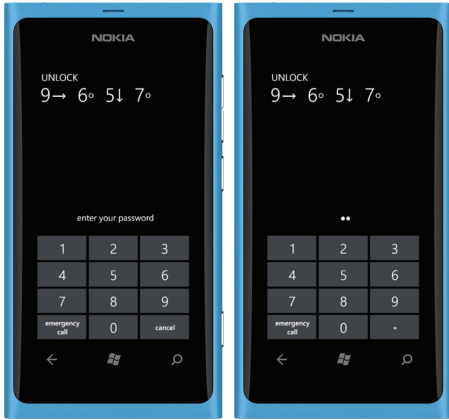 NOKIA
UNLOCK
9→ 6° 5↓ 7°
enter your password
1 2 3
4 5 6
7 8 9
emergency call 0 cancel
NOKIA
UNLOCK
9→ 6° 5↓ 7°
1 2 3
4 5 6
7 8 9
emergency call 0